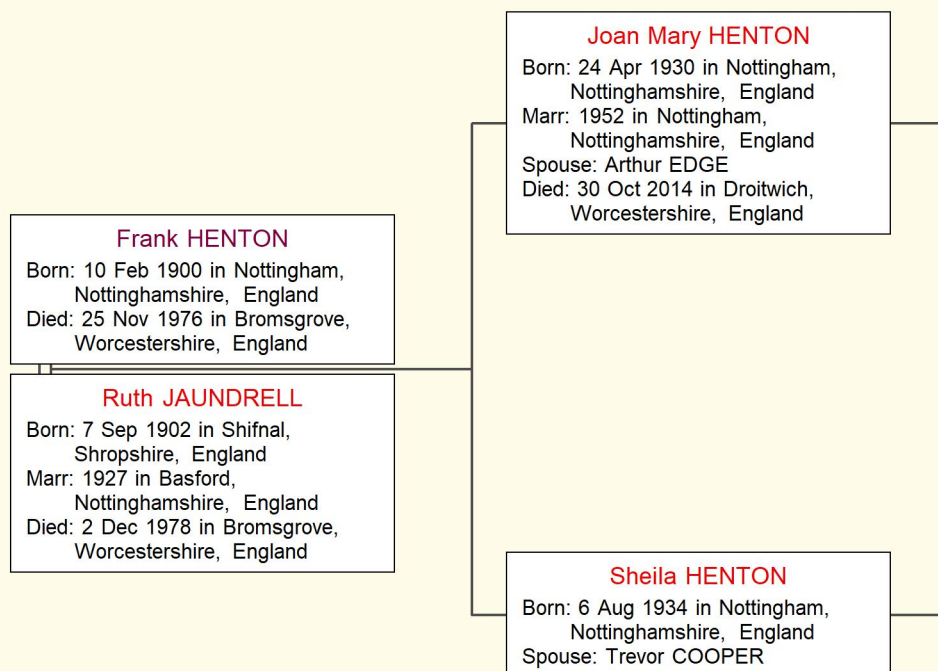 Joan Mary HENTON
Born: 24 Apr 1930 in Nottingham,
Nottinghamshire, England
Marr: 1952 in Nottingham,
Nottinghamshire, England
Spouse: Arthur EDGE
Died: 30 Oct 2014 in Droitwich,
Worcestershire, England
Frank HENTON
Born: 10 Feb 1900 in Nottingham,
Nottinghamshire, England
Died: 25 Nov 1976 in Bromsgrove,
Worcestershire, England
Ruth JAUNDRELL
Born: 7 Sep 1902 in Shifnal,
Shropshire, England
Marr: 1927 in Basford,
Nottinghamshire, England
Died: 2 Dec 1978 in Bromsgrove,
Worcestershire, England
Sheila HENTON
Born: 6 Aug 1934 in Nottingham,
Nottinghamshire, England
Spouse: Trevor COOPER